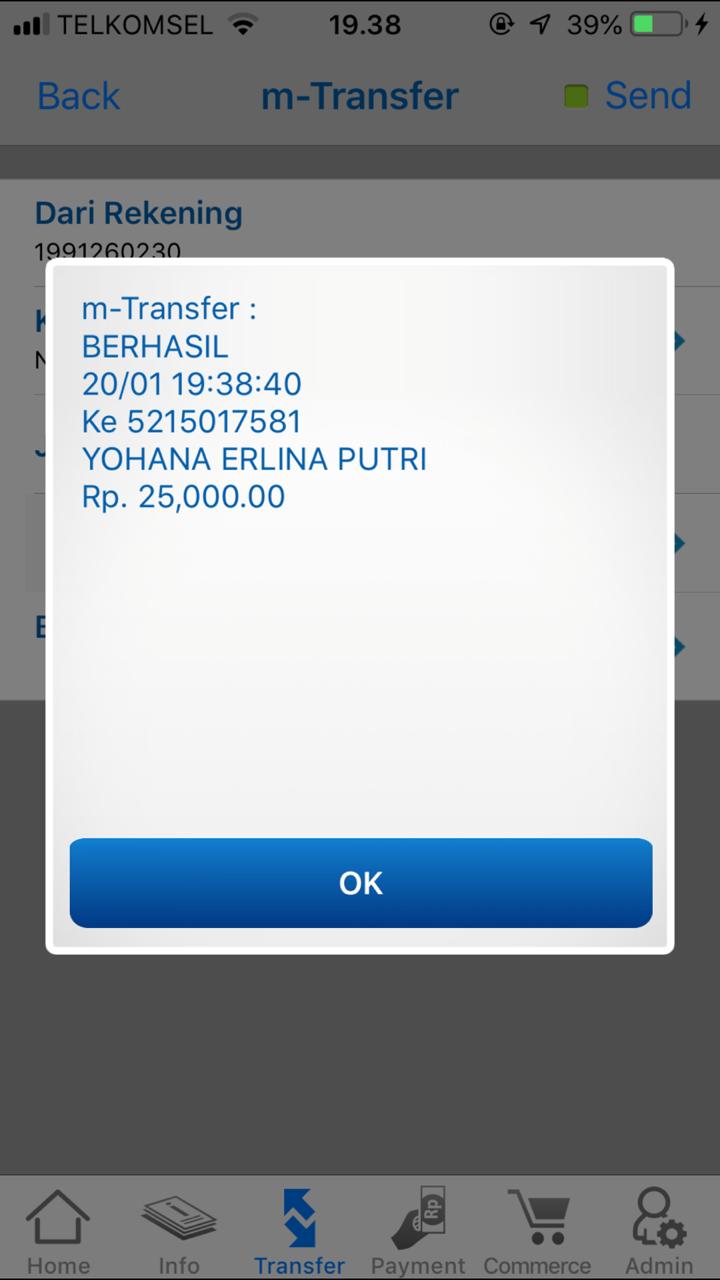 TELKOMSEL 19.38 39%
Back m-Transfer Send
Dari Rekening
1991260230
m-Transfer :
BERHASIL
20/01 19:38:40
Ke 5215017581
YOHANA ERLINA PUTRI
Rp. 25,000.00
OK
Rp
Home Info Transfer Payment Commerce Admin